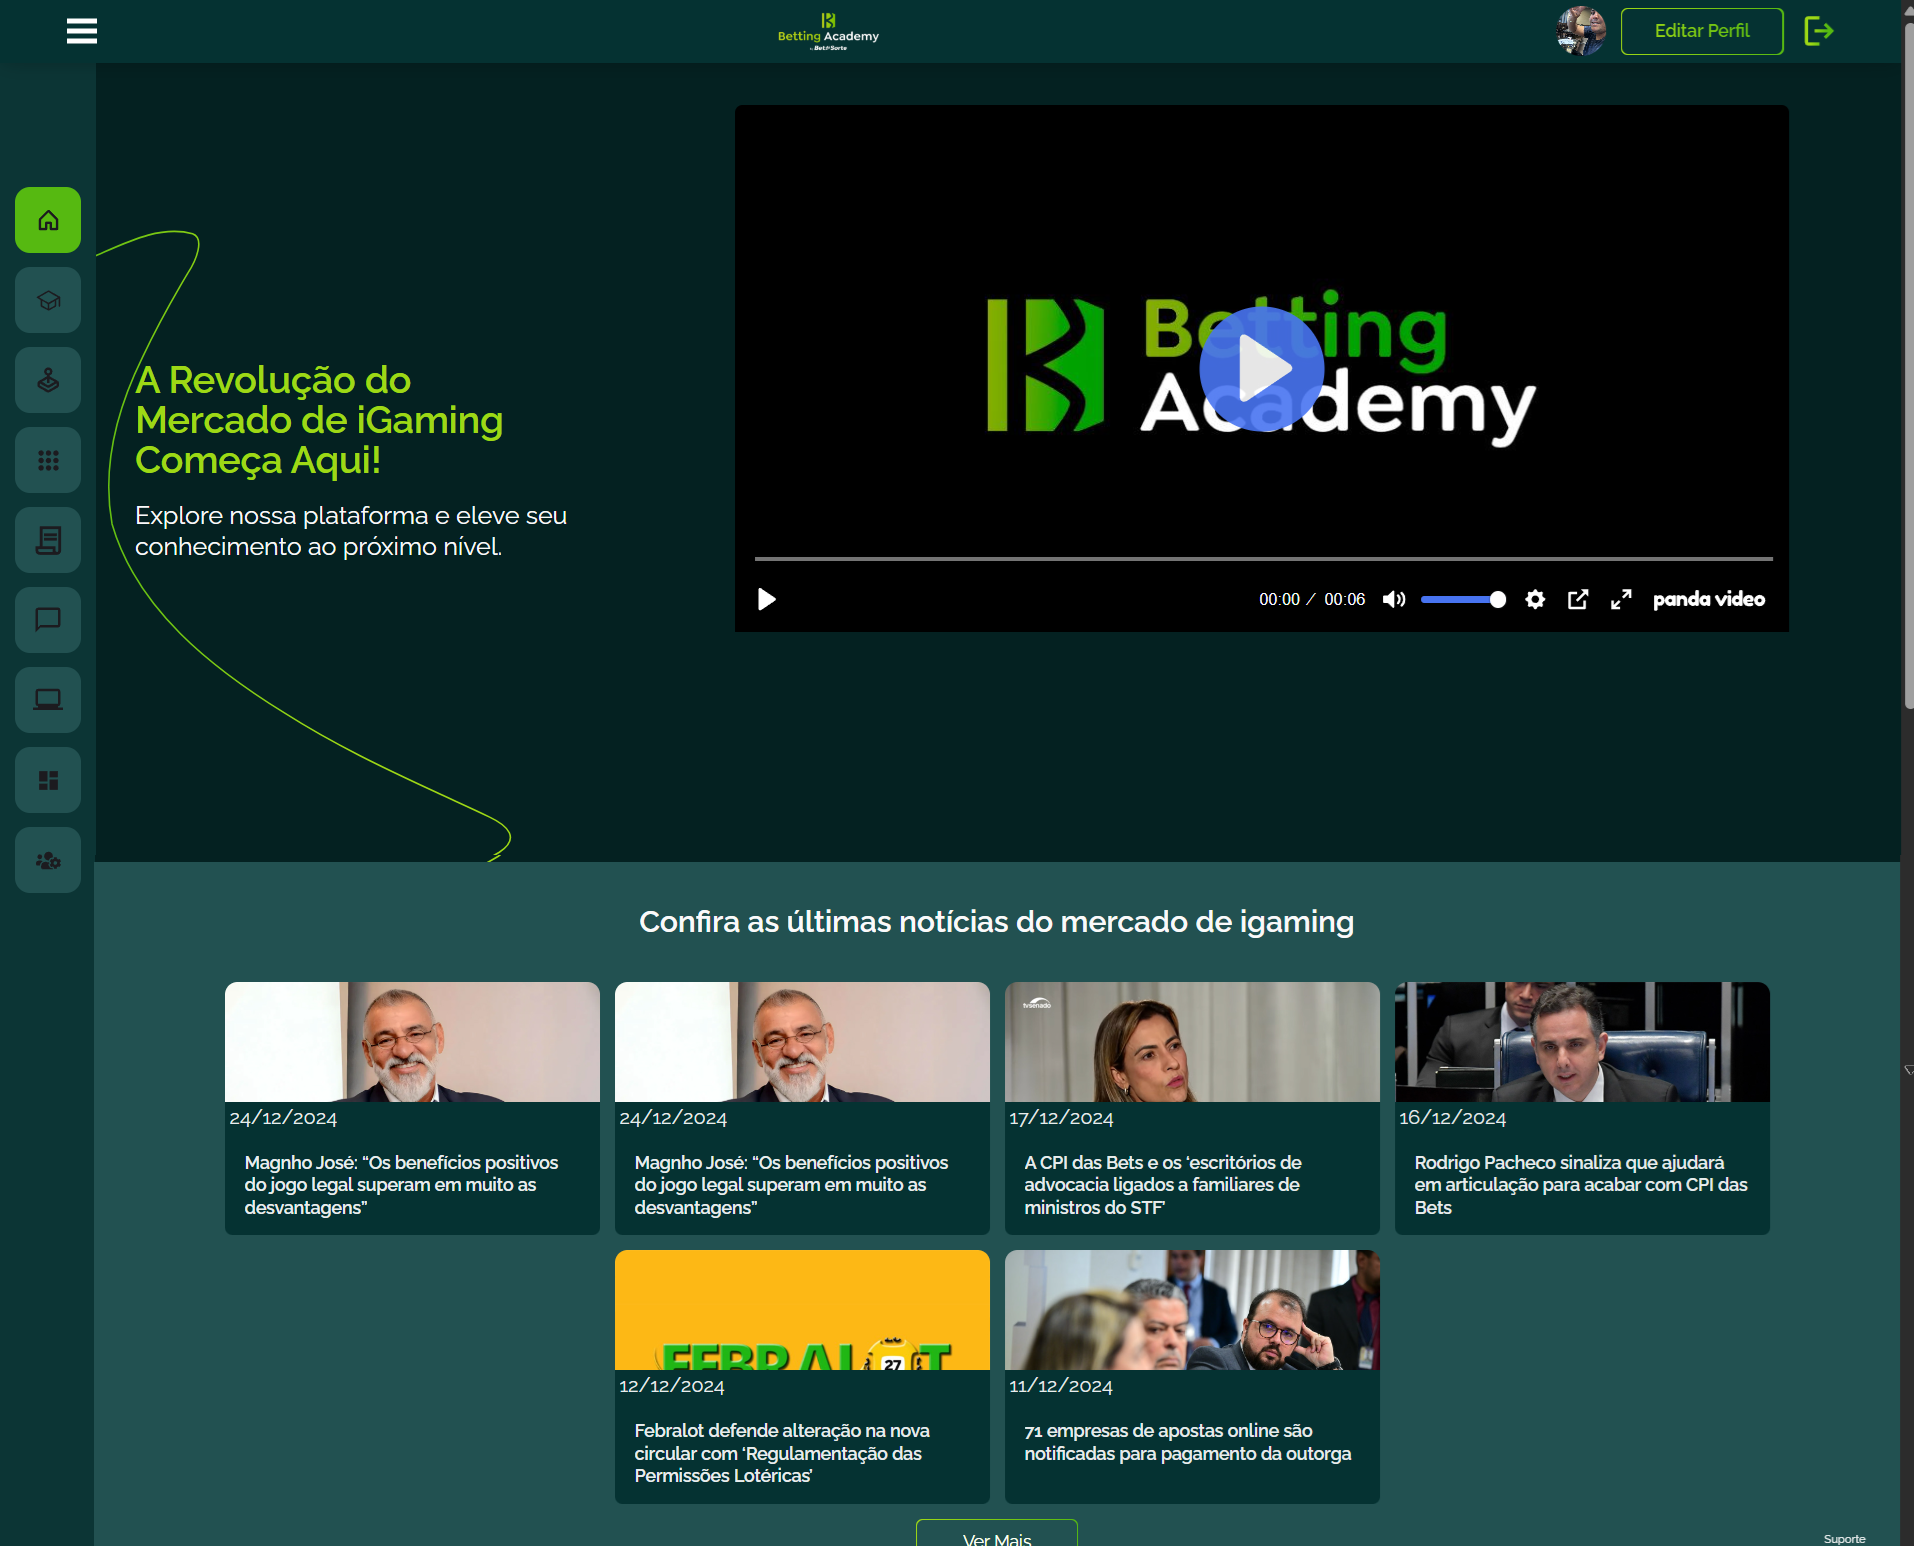 Betting Academy
by BetdSorte
Editar Perfil
Betting
Academy
A Revolução do
Mercado de iGaming
Começa Aqui!
Explore nossa plataforma e eleve seu
conhecimento ao próximo nível.
00:00 / 00:06
panda video
Confira as últimas notícias do mercado de igaming
tvsenado
24/12/2024
Magnho José: “Os benefícios positivos
do jogo legal superam em muito as
desvantagens”
24/12/2024
Magnho José: “Os benefícios positivos
do jogo legal superam em muito as
desvantagens”
17/12/2024
A CPI das Bets e os ‘escritórios de
advocacia ligados a familiares de
ministros do STF’
16/12/2024
Rodrigo Pacheco sinaliza que ajudará
em articulação para acabar com CPI das
Bets
FEBRALOT
27
12/12/2024
Febralot defende alteração na nova
circular com ‘Regulamentação das
Permissões Lotéricas’
11/12/2024
71 empresas de apostas online são
notificadas para pagamento da outorga
Ver Mais
Suporte